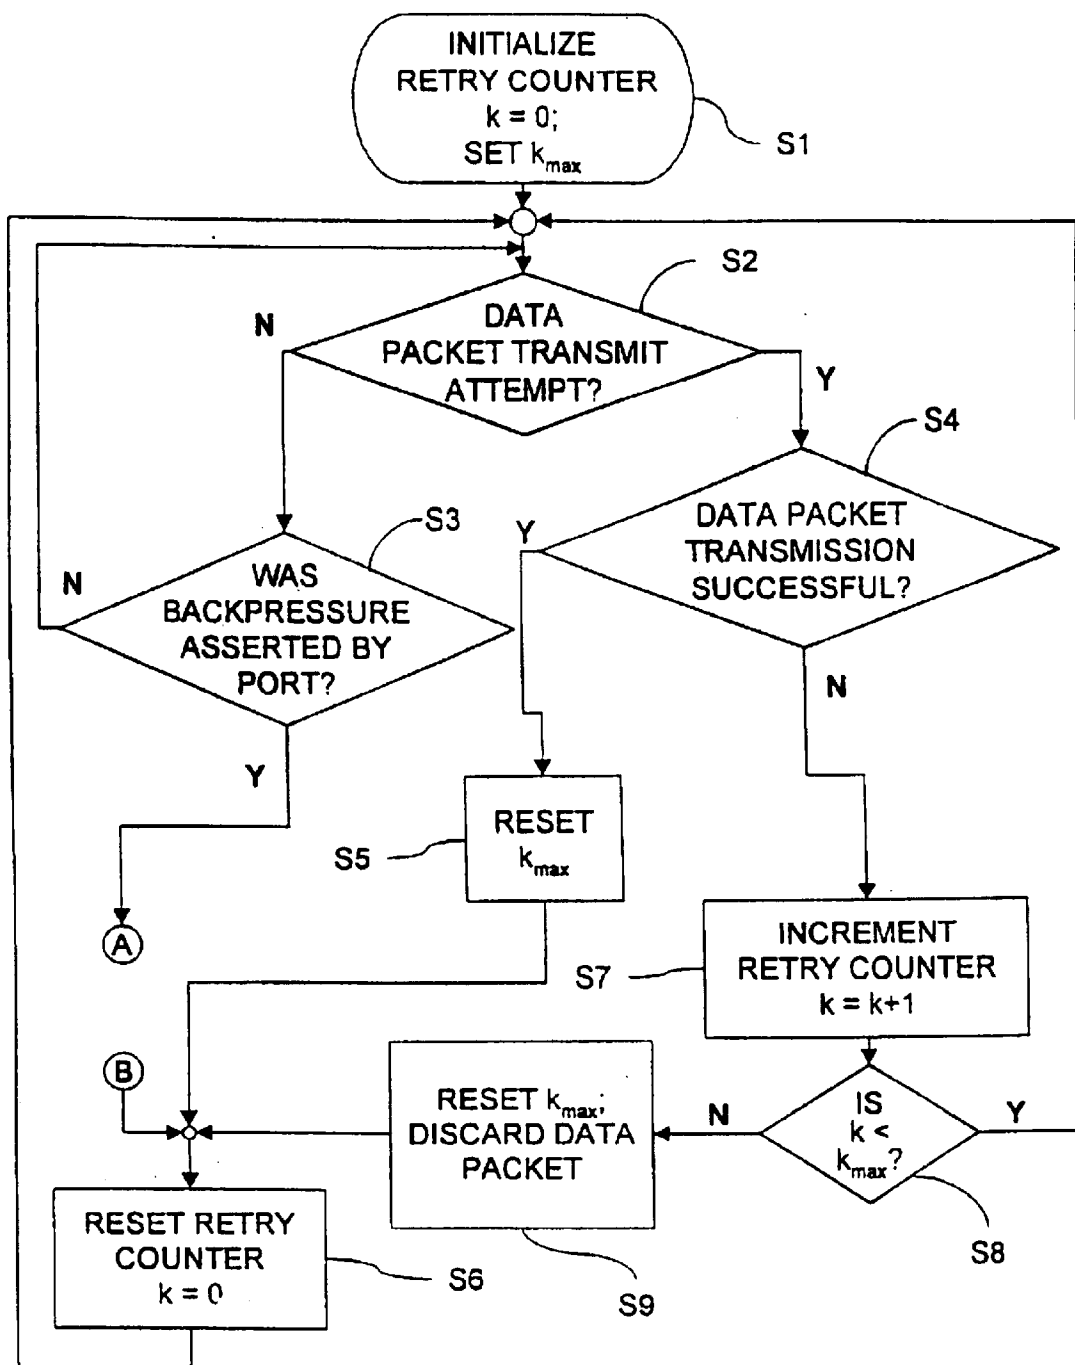 INITIALIZE
RETRY COUNTER
k = 0;
SET kmax
S1
S2
DATA
PACKET TRANSMIT
ATTEMPT?
N
Y
S4
S3
DATA PACKET
TRANSMISSION
SUCCESSFUL?
Y
N
WAS
BACKPRESSURE
ASSERTED BY
PORT?
N
Y
RESET
kmax
S5
A
INCREMENT
RETRY COUNTER
k = k+1
S7
B
RESET kmax;
DISCARD DATA
PACKET
N
IS
k <
kmax?
Y
S8
RESET RETRY
COUNTER
k = 0
S6
S9